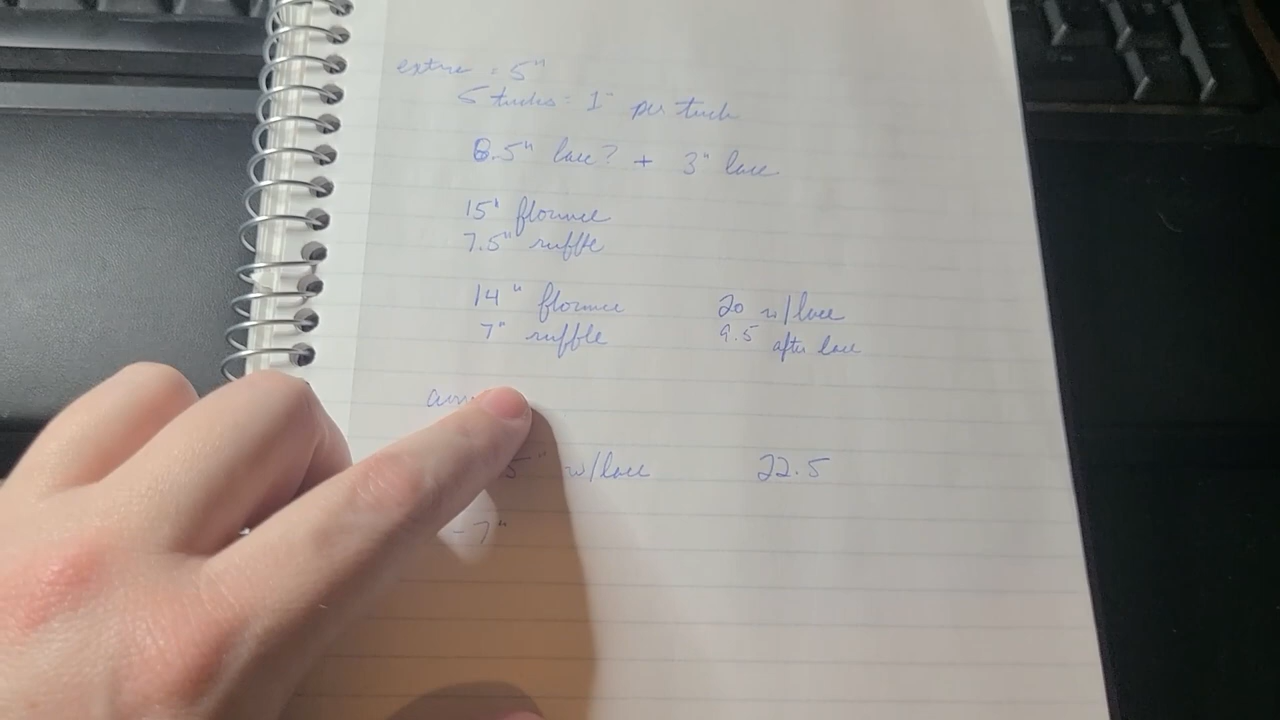 extra = 5"
5 tucks = 1" per tuck
6.5" lace? + 3" lace
15" flounce
7.5" ruffle
14" flounce 20 w/lace
7" ruffle 9.5 after lace
5" w/lace 22.5
- 7"